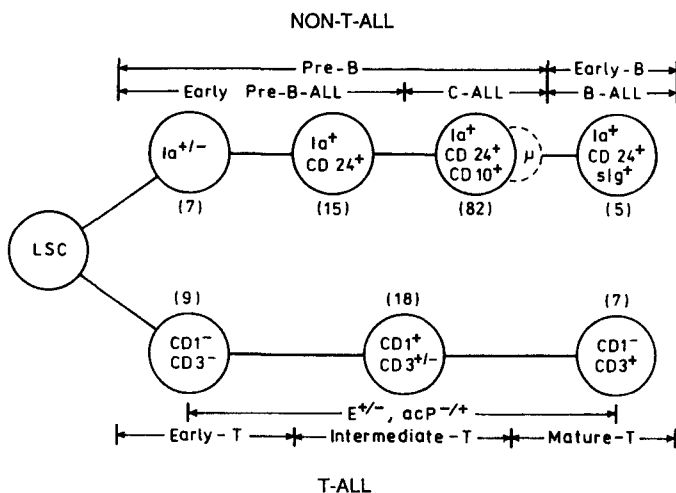 NON-T-ALL
Pre-B Early-B
Early Pre-B-ALL C-ALL B-ALL
Ia+/- Ia+ CD 24+ Ia+ CD 24+ CD 10+ μ Ia+ CD 24+ sIg+
(7) (15) (82) (5)
LSC
(9) (18) (7)
CD1- CD3- CD1+ CD3+/- CD1- CD3+
E+/-, acP-/+
Early-T Intermediate-T Mature-T
T-ALL